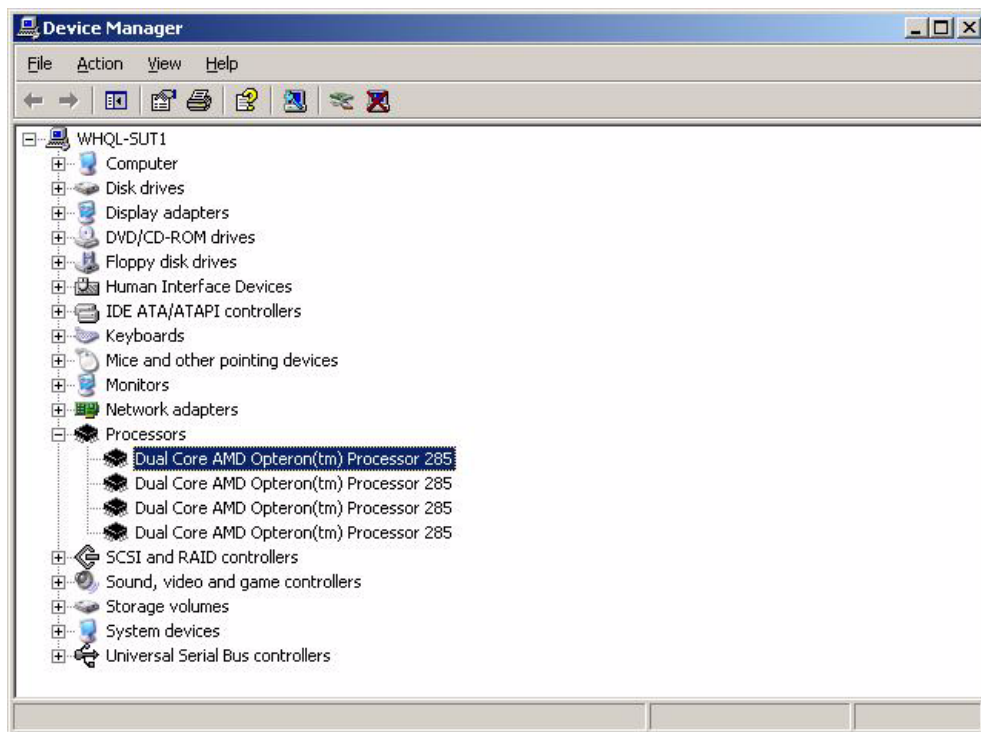 Device Manager
File Action View Help
WHQL-SUT1
Computer
Disk drives
Display adapters
DVD/CD-ROM drives
Floppy disk drives
Human Interface Devices
IDE ATA/ATAPI controllers
Keyboards
Mice and other pointing devices
Monitors
Network adapters
Processors
Dual Core AMD Opteron(tm) Processor 285
Dual Core AMD Opteron(tm) Processor 285
Dual Core AMD Opteron(tm) Processor 285
Dual Core AMD Opteron(tm) Processor 285
SCSI and RAID controllers
Sound, video and game controllers
Storage volumes
System devices
Universal Serial Bus controllers